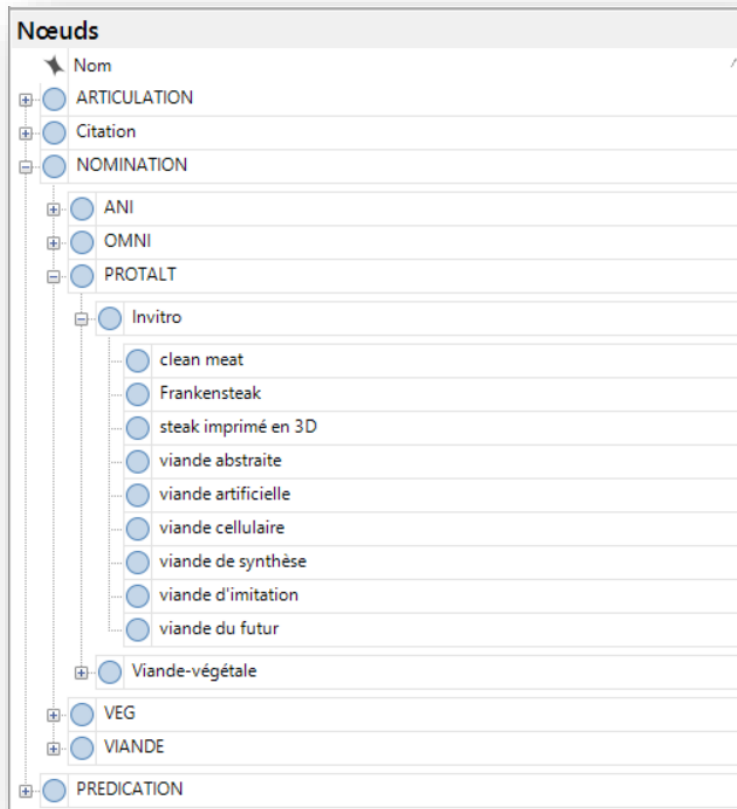 Nœuds
Nom
ARTICULATION
Citation
NOMINATION
ANI
OMNI
PROTALT
Invitro
clean meat
Frankensteak
steak imprimé en 3D
viande abstraite
viande artificielle
viande cellulaire
viande de synthèse
viande d'imitation
viande du futur
Viande-végétale
VEG
VIANDE
PREDICATION